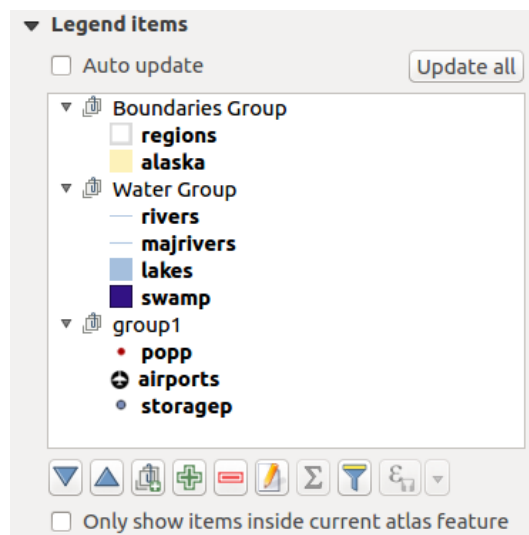 Legend items
Auto update
Update all
Boundaries Group
regions
alaska
Water Group
rivers
majrivers
lakes
swamp
group1
popp
airports
storagep
Σ
ε
Only show items inside current atlas feature